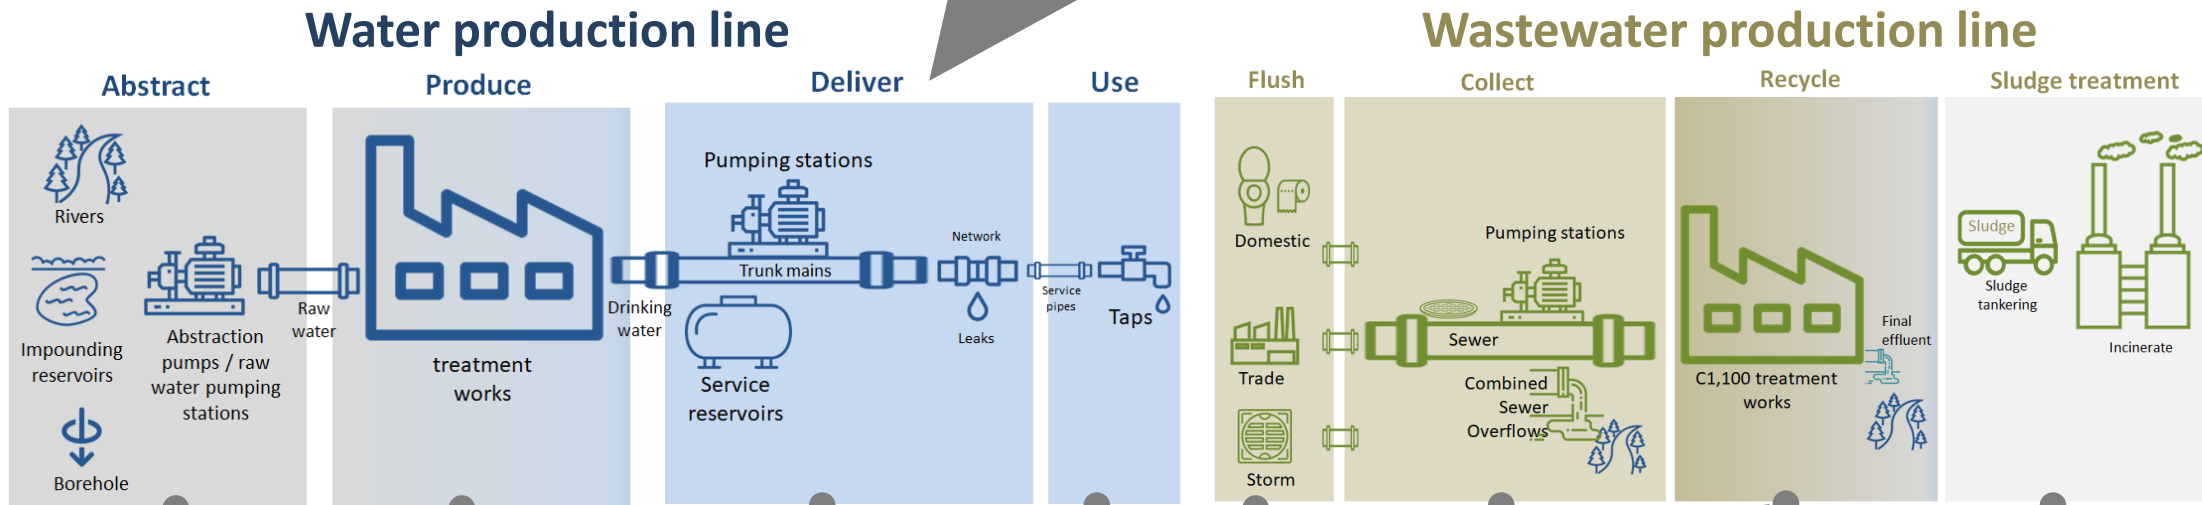 Water production line
Wastewater production line
Abstract
Produce
Deliver
Use
Flush
Collect
Recycle
Sludge treatment
Rivers
Impounding
reservoirs
Borehole
Abstraction
pumps / raw
water pumping
stations
Raw
water
treatment
works
Drinking
water
Pumping stations
Trunk mains
Service
reservoirs
Network
Leaks
Service
pipes
Taps
Domestic
Trade
Storm
Pumping stations
Sewer
Combined
Sewer
Overflows
C1,100 treatment
works
Final
effluent
Sludge
Sludge
tankering
Incinerate